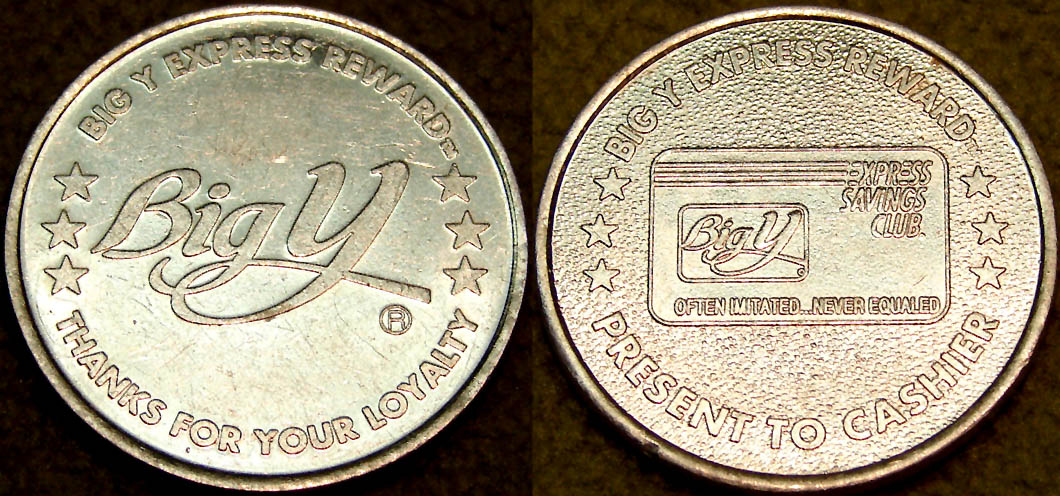 BIG Y EXPRESS REWARD™
Big Y
®
THANKS FOR YOUR LOYALTY
BIG Y EXPRESS REWARD™
EXPRESS
SAVINGS
CLUB™
Big Y
®
OFTEN IMITATED...NEVER EQUALED
PRESENT TO CASHIER